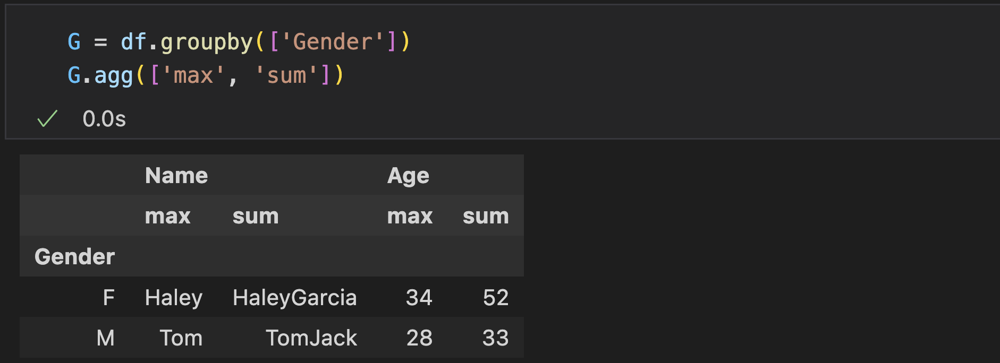 G = df.groupby(['Gender'])
G.agg(['max', 'sum'])
0.0s
Name Age
max sum max sum
Gender
F Haley HaleyGarcia 34 52
M Tom TomJack 28 33